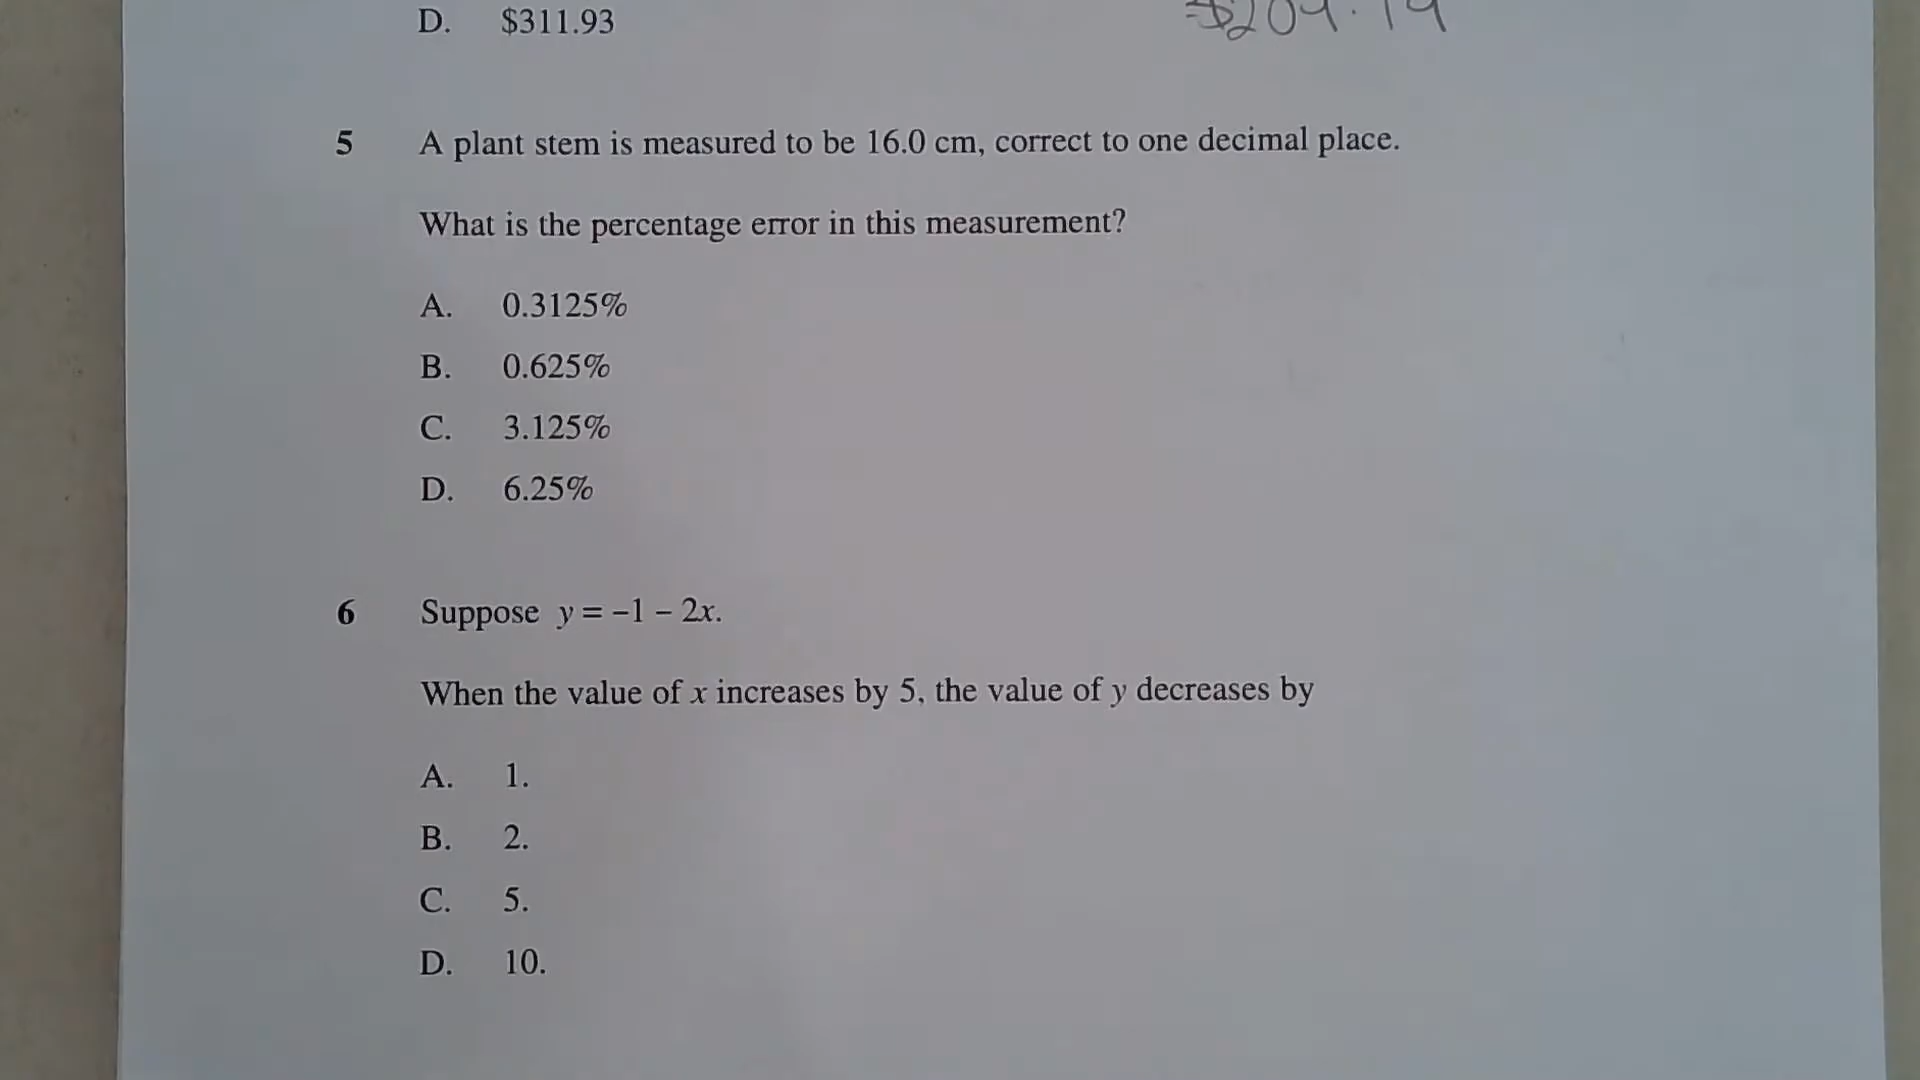 D. $311.93
=$204.19
5 A plant stem is measured to be 16.0 cm, correct to one decimal place.
What is the percentage error in this measurement?
A. 0.3125%
B. 0.625%
C. 3.125%
D. 6.25%
6 Suppose y = –1 – 2x.
When the value of x increases by 5, the value of y decreases by
A. 1.
B. 2.
C. 5.
D. 10.